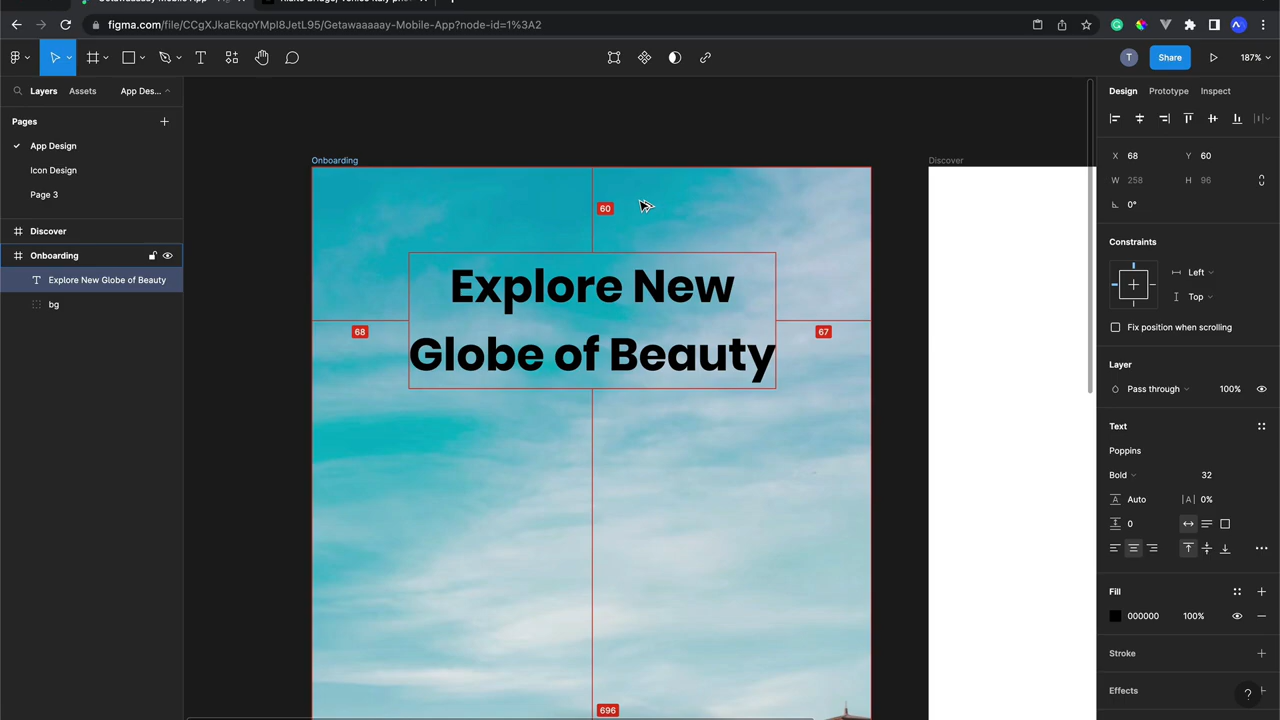 figma.com/file/CCgXJkaEkqoYMpI8JetL95/Getawaaaaay-Mobile-App?node-id=1%3A2
T
Share
187%
Layers
Assets
App Des...
Design
Prototype
Inspect
Pages
App Design
Icon Design
Page 3
Discover
Onboarding
Explore New Globe of Beauty
bg
Onboarding
Discover
60
Explore New
Globe of Beauty
68
67
696
X 68
Y 60
W 258
H 96
0°
Constraints
Left
Top
Fix position when scrolling
Layer
Pass through
100%
Text
Poppins
Bold
32
Auto
0%
0
Fill
000000
100%
Stroke
Effects
?